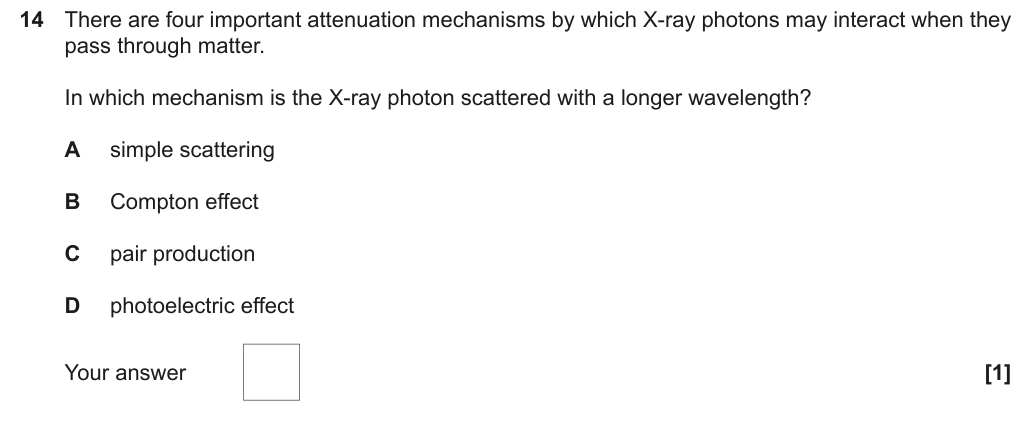 14 There are four important attenuation mechanisms by which X-ray photons may interact when they
pass through matter.
In which mechanism is the X-ray photon scattered with a longer wavelength?
A simple scattering
B Compton effect
C pair production
D photoelectric effect
Your answer [1]